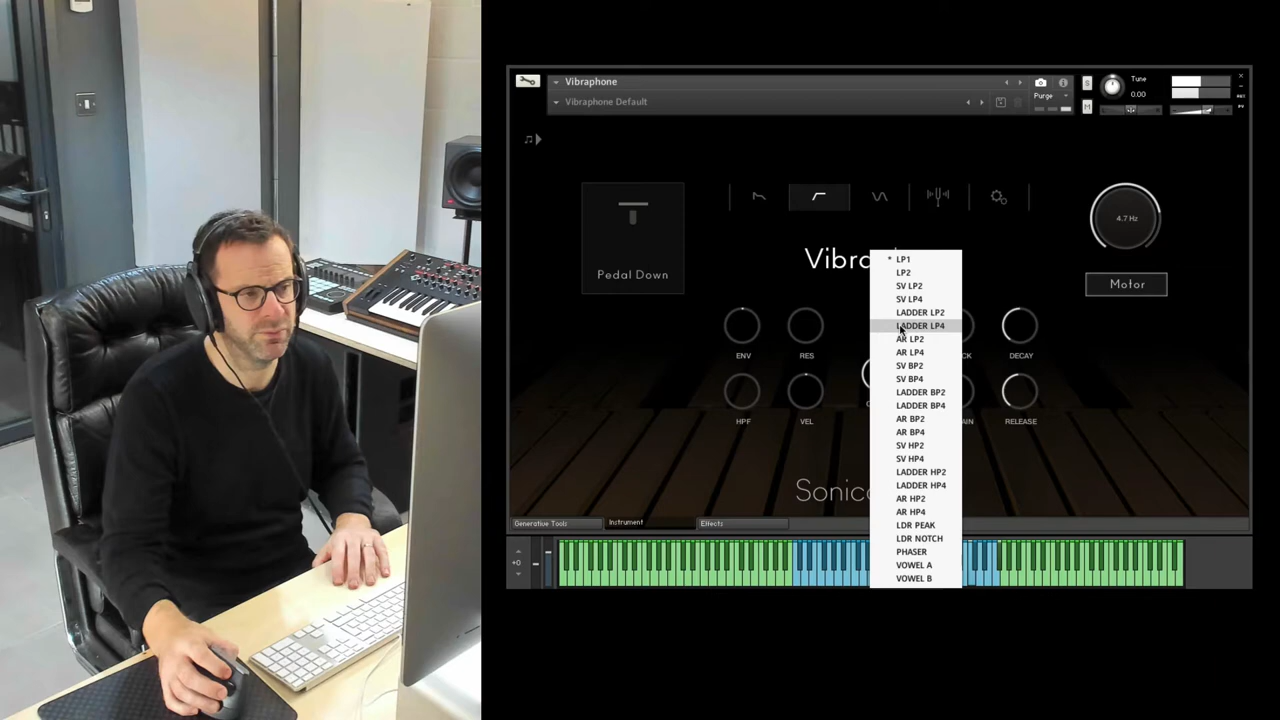 Vibraphone
Vibraphone Default
Purge
S
M
Tune
0.00
Pedal Down
4.7 Hz
Motor
Vibra
ENV
RES
CK
DECAY
HPF
VEL
AIN
RELEASE
LP1
LP2
SV LP2
SV LP4
LADDER LP2
LADDER LP4
AR LP2
AR LP4
SV BP2
SV BP4
LADDER BP2
LADDER BP4
AR BP2
AR BP4
SV HP2
SV HP4
LADDER HP2
LADDER HP4
AR HP2
AR HP4
LDR PEAK
LDR NOTCH
PHASER
VOWEL A
VOWEL B
Sonic
Generative Tools
Instrument
Effects
+0